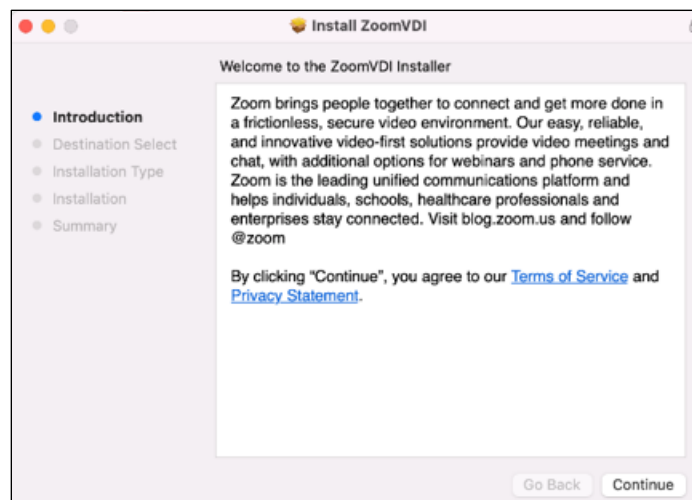 Install ZoomVDI
Welcome to the ZoomVDI Installer
Introduction
Destination Select
Installation Type
Installation
Summary
Zoom brings people together to connect and get more done in
a frictionless, secure video environment. Our easy, reliable,
and innovative video-first solutions provide video meetings and
chat, with additional options for webinars and phone service.
Zoom is the leading unified communications platform and
helps individuals, schools, healthcare professionals and
enterprises stay connected. Visit blog.zoom.us and follow
@zoom
By clicking “Continue”, you agree to our Terms of Service and
Privacy Statement.
Go Back
Continue